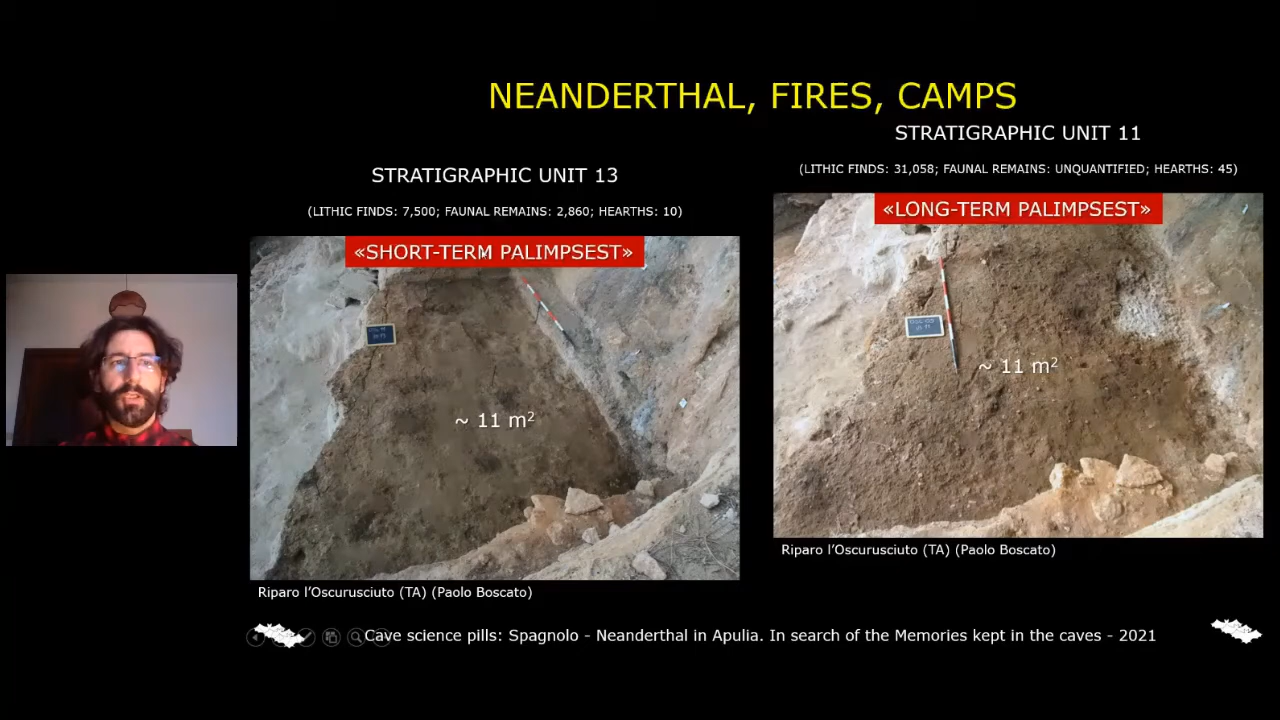 NEANDERTHAL, FIRES, CAMPS
STRATIGRAPHIC UNIT 13
(LITHIC FINDS: 7,500; FAUNAL REMAINS: 2,860; HEARTHS: 10)
«SHORT-TERM PALIMPSEST»
~ 11 m²
Riparo l'Oscurusciuto (TA) (Paolo Boscato)
STRATIGRAPHIC UNIT 11
(LITHIC FINDS: 31,058; FAUNAL REMAINS: UNQUANTIFIED; HEARTHS: 45)
«LONG-TERM PALIMPSEST»
~ 11 m²
Riparo l'Oscurusciuto (TA) (Paolo Boscato)
Cave science pills: Spagnolo - Neanderthal in Apulia. In search of the Memories kept in the caves - 2021